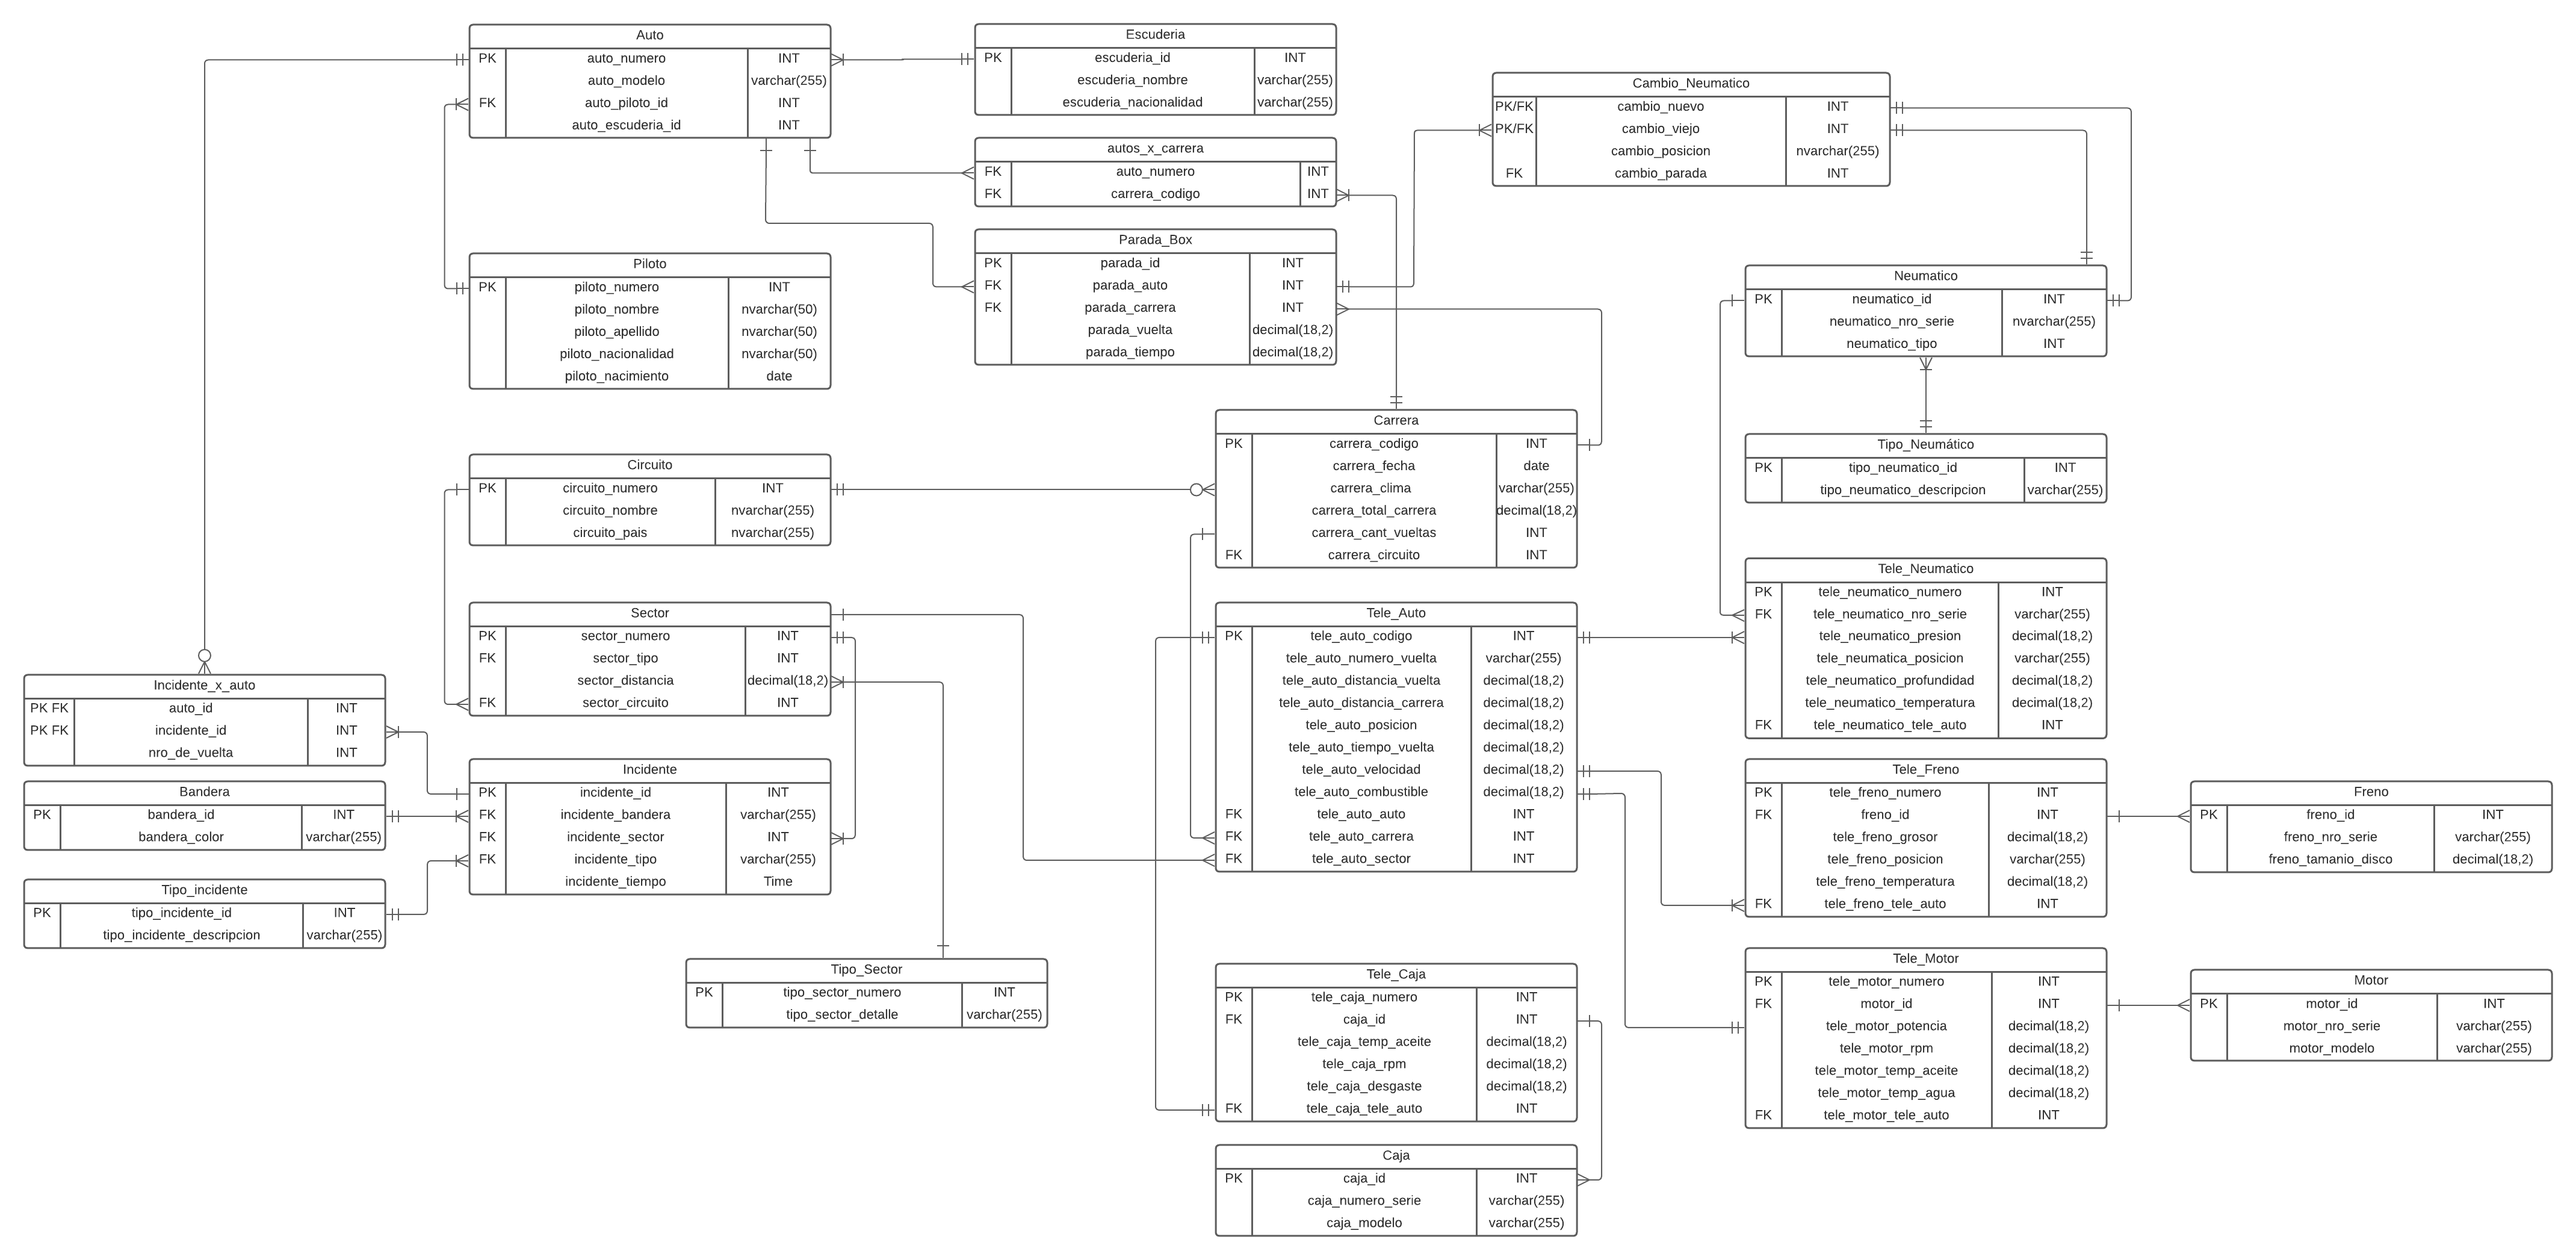 Auto
PK auto_numero INT
auto_modelo varchar(255)
FK auto_piloto_id INT
auto_escuderia_id INT
Escuderia
PK escuderia_id INT
escuderia_nombre varchar(255)
escuderia_nacionalidad varchar(255)
autos_x_carrera
FK auto_numero INT
FK carrera_codigo INT
Cambio_Neumatico
PK/FK cambio_nuevo INT
PK/FK cambio_viejo INT
cambio_posicion nvarchar(255)
FK cambio_parada INT
Piloto
PK piloto_numero INT
piloto_nombre nvarchar(50)
piloto_apellido nvarchar(50)
piloto_nacionalidad nvarchar(50)
piloto_nacimiento date
Parada_Box
PK parada_id INT
FK parada_auto INT
FK parada_carrera INT
parada_vuelta decimal(18,2)
parada_tiempo decimal(18,2)
Neumatico
PK neumatico_id INT
neumatico_nro_serie nvarchar(255)
neumatico_tipo INT
Circuito
PK circuito_numero INT
circuito_nombre nvarchar(255)
circuito_pais nvarchar(255)
Carrera
PK carrera_codigo INT
carrera_fecha date
carrera_clima varchar(255)
carrera_total_carrera decimal(18,2)
carrera_cant_vueltas INT
FK carrera_circuito INT
Tipo_Neumático
PK tipo_neumatico_id INT
tipo_neumatico_descripcion varchar(255)
Sector
PK sector_numero INT
FK sector_tipo INT
sector_distancia decimal(18,2)
FK sector_circuito INT
Tele_Auto
PK tele_auto_codigo INT
tele_auto_numero_vuelta varchar(255)
tele_auto_distancia_vuelta decimal(18,2)
tele_auto_distancia_carrera decimal(18,2)
tele_auto_posicion decimal(18,2)
tele_auto_tiempo_vuelta decimal(18,2)
tele_auto_velocidad decimal(18,2)
tele_auto_combustible decimal(18,2)
FK tele_auto_auto INT
FK tele_auto_carrera INT
FK tele_auto_sector INT
Tele_Neumatico
PK tele_neumatico_numero INT
FK tele_neumatico_nro_serie varchar(255)
tele_neumatico_presion decimal(18,2)
tele_neumatica_posicion varchar(255)
tele_neumatico_profundidad decimal(18,2)
tele_neumatico_temperatura decimal(18,2)
FK tele_neumatico_tele_auto INT
Incidente_x_auto
PK FK auto_id INT
PK FK incidente_id INT
nro_de_vuelta INT
Bandera
PK bandera_id INT
bandera_color varchar(255)
Tipo_incidente
PK tipo_incidente_id INT
tipo_incidente_descripcion varchar(255)
Incidente
PK incidente_id INT
FK incidente_bandera varchar(255)
FK incidente_sector INT
FK incidente_tipo varchar(255)
incidente_tiempo Time
Tele_Freno
PK tele_freno_numero INT
FK freno_id INT
tele_freno_grosor decimal(18,2)
tele_freno_posicion varchar(255)
tele_freno_temperatura decimal(18,2)
FK tele_freno_tele_auto INT
Freno
PK freno_id INT
freno_nro_serie varchar(255)
freno_tamanio_disco decimal(18,2)
Tipo_Sector
PK tipo_sector_numero INT
tipo_sector_detalle varchar(255)
Tele_Caja
PK tele_caja_numero INT
FK caja_id INT
tele_caja_temp_aceite decimal(18,2)
tele_caja_rpm decimal(18,2)
tele_caja_desgaste decimal(18,2)
FK tele_caja_tele_auto INT
Tele_Motor
PK tele_motor_numero INT
FK motor_id INT
tele_motor_potencia decimal(18,2)
tele_motor_rpm decimal(18,2)
tele_motor_temp_aceite decimal(18,2)
tele_motor_temp_agua decimal(18,2)
FK tele_motor_tele_auto INT
Motor
PK motor_id INT
motor_nro_serie varchar(255)
motor_modelo varchar(255)
Caja
PK caja_id INT
caja_numero_serie varchar(255)
caja_modelo varchar(255)